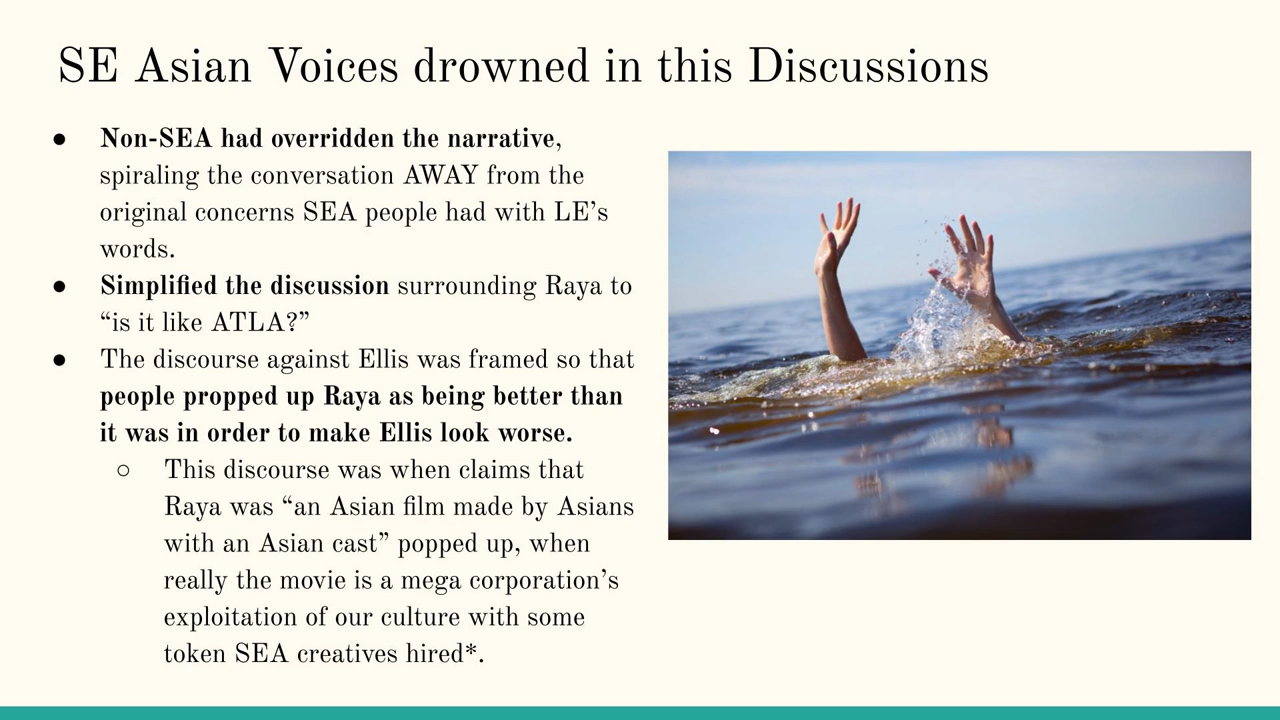 SE Asian Voices drowned in this Discussions
● Non-SEA had overridden the narrative,
spiraling the conversation AWAY from the
original concerns SEA people had with LE’s
words.
● Simplified the discussion surrounding Raya to
“is it like ATLA?”
● The discourse against Ellis was framed so that
people propped up Raya as being better than
it was in order to make Ellis look worse.
○ This discourse was when claims that
Raya was “an Asian film made by Asians
with an Asian cast” popped up, when
really the movie is a mega corporation’s
exploitation of our culture with some
token SEA creatives hired*.